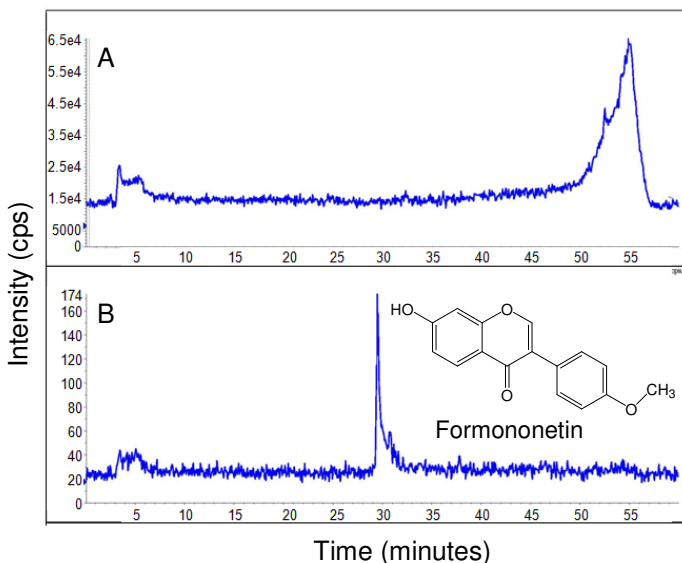 Intensity (cps)
A
6.5e4
5.5e4
4.5e4
3.5e4
2.5e4
1.5e4
5000
0
5 10 15 20 25 30 35 40 45 50 55
cps
B
174
160
140
120
100
80
60
40
20
0
HO
O
O
O
CH3
Formononetin
5 10 15 20 25 30 35 40 45 50 55
Time (minutes)